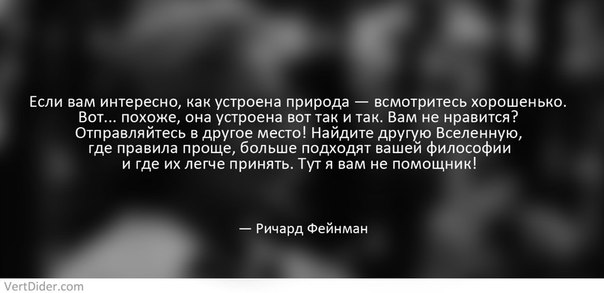 Если вам интересно, как устроена природа — всмотритесь хорошенько.
Вот... похоже, она устроена вот так и так. Вам не нравится?
Отправляйтесь в другое место! Найдите другую Вселенную,
где правила проще, больше подходят вашей философии
и где их легче принять. Тут я вам не помощник!
— Ричард Фейнман
VertDider.com